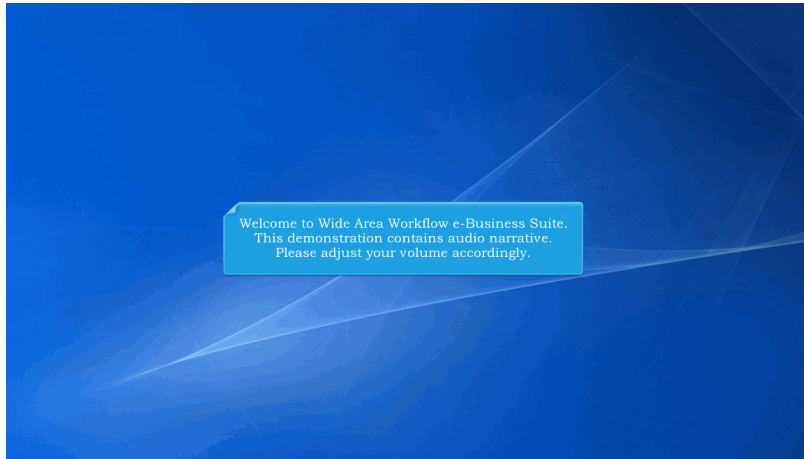 Welcome to Wide Area Workflow e-Business Suite.
This demonstration contains audio narrative.
Please adjust your volume accordingly.